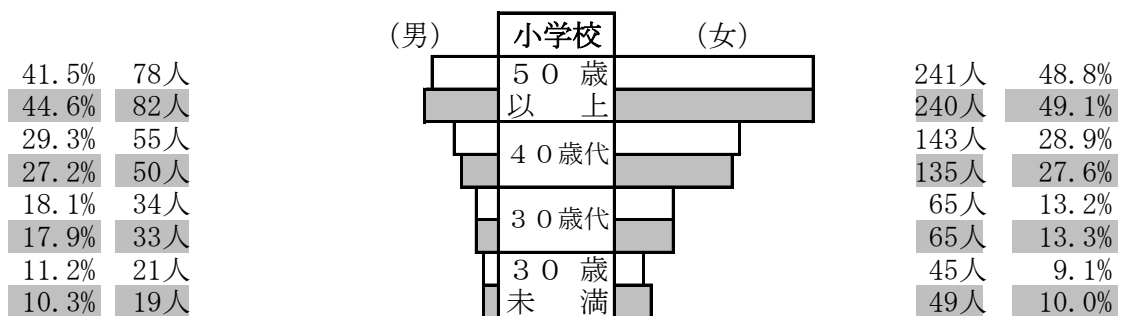 （男） 小学校 （女）
41.5% 78人 ５０歳 241人 48.8%
44.6% 82人 以上 240人 49.1%
29.3% 55人 ４０歳代 143人 28.9%
27.2% 50人 135人 27.6%
18.1% 34人 ３０歳代 65人 13.2%
17.9% 33人 65人 13.3%
11.2% 21人 ３０歳 45人 9.1%
10.3% 19人 未満 49人 10.0%